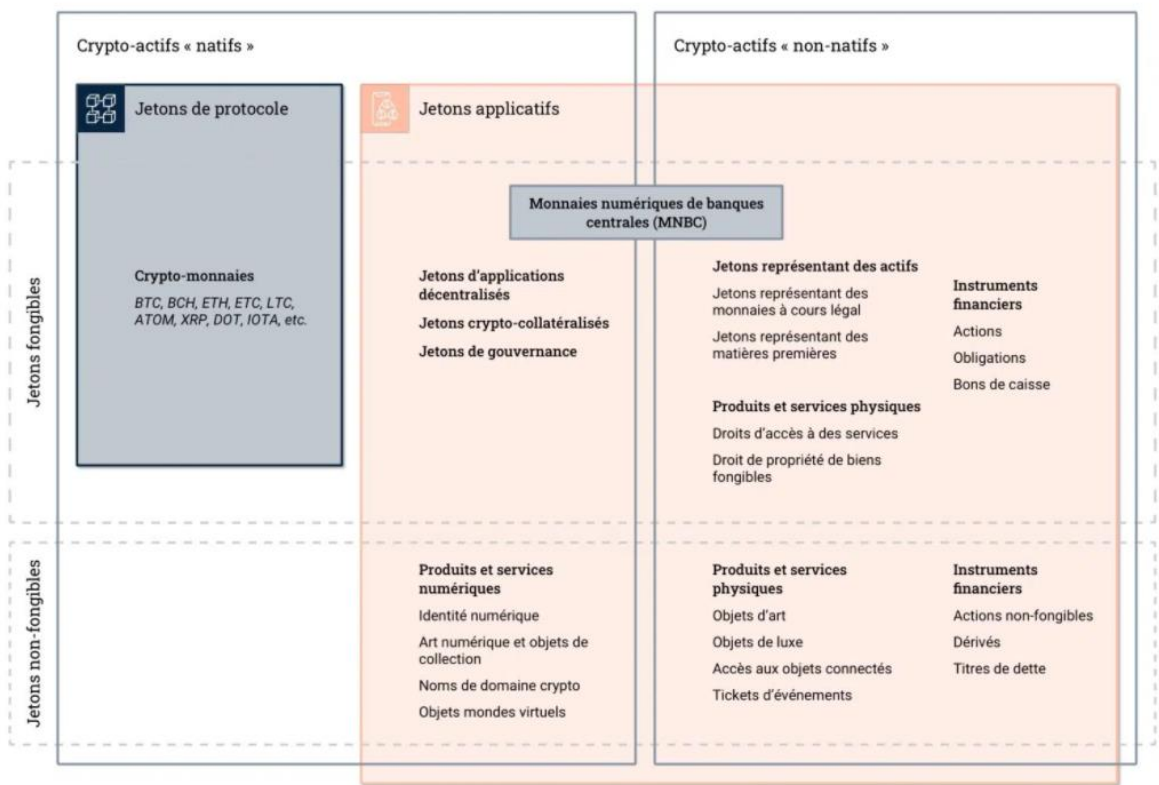 Crypto-actifs « natifs »
Crypto-actifs « non-natifs »
Jetons de protocole
Jetons applicatifs
Jetons fongibles
Monnaies numériques de banques
centrales (MNBC)
Crypto-monnaies
BTC, BCH, ETH, ETC, LTC,
ATOM, XRP, DOT, IOTA, etc.
Jetons d'applications
décentralisés
Jetons crypto-collatéralisés
Jetons de gouvernance
Jetons représentant des actifs
Jetons représentant des
monnaies à cours légal
Jetons représentant des
matières premières
Produits et services physiques
Droits d'accès à des services
Droit de propriété de biens
fongibles
Instruments
financiers
Actions
Obligations
Bons de caisse
Jetons non-fongibles
Produits et services
numériques
Identité numérique
Art numérique et objets de
collection
Noms de domaine crypto
Objets mondes virtuels
Produits et services
physiques
Objets d'art
Objets de luxe
Accès aux objets connectés
Tickets d'événements
Instruments
financiers
Actions non-fongibles
Dérivés
Titres de dette